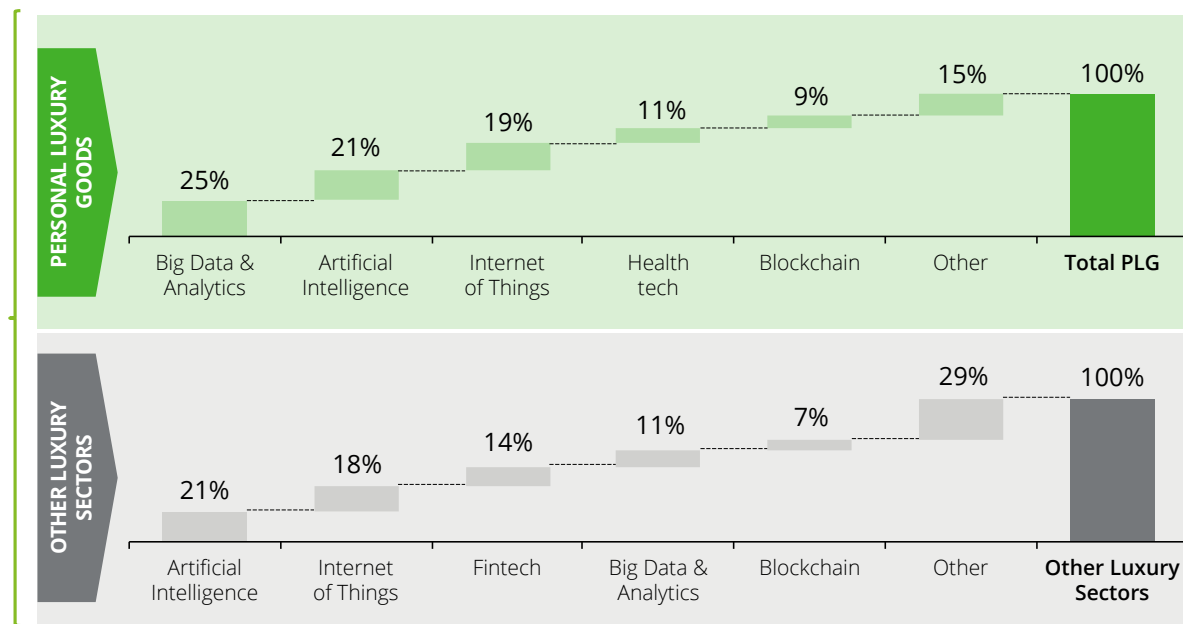 PERSONAL LUXURY
GOODS
25%
21%
19%
11%
9%
15%
100%
Big Data &
Analytics
Artificial
Intelligence
Internet
of Things
Health
tech
Blockchain
Other
Total PLG
OTHER LUXURY
SECTORS
21%
18%
14%
11%
7%
29%
100%
Artificial
Intelligence
Internet
of Things
Fintech
Big Data &
Analytics
Blockchain
Other
Other Luxury
Sectors